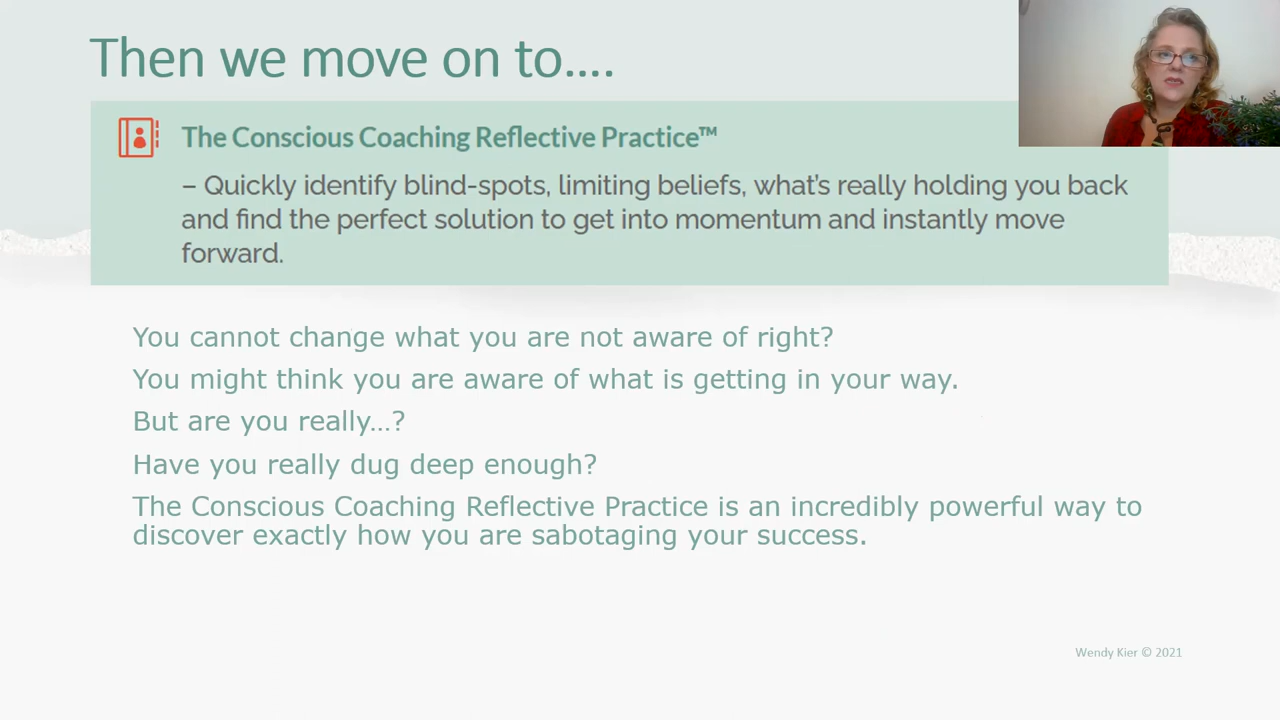 Then we move on to....
The Conscious Coaching Reflective Practice™
– Quickly identify blind-spots, limiting beliefs, what's really holding you back
and find the perfect solution to get into momentum and instantly move
forward.
You cannot change what you are not aware of right?
You might think you are aware of what is getting in your way.
But are you really…?
Have you really dug deep enough?
The Conscious Coaching Reflective Practice is an incredibly powerful way to
discover exactly how you are sabotaging your success.
Wendy Kier © 2021